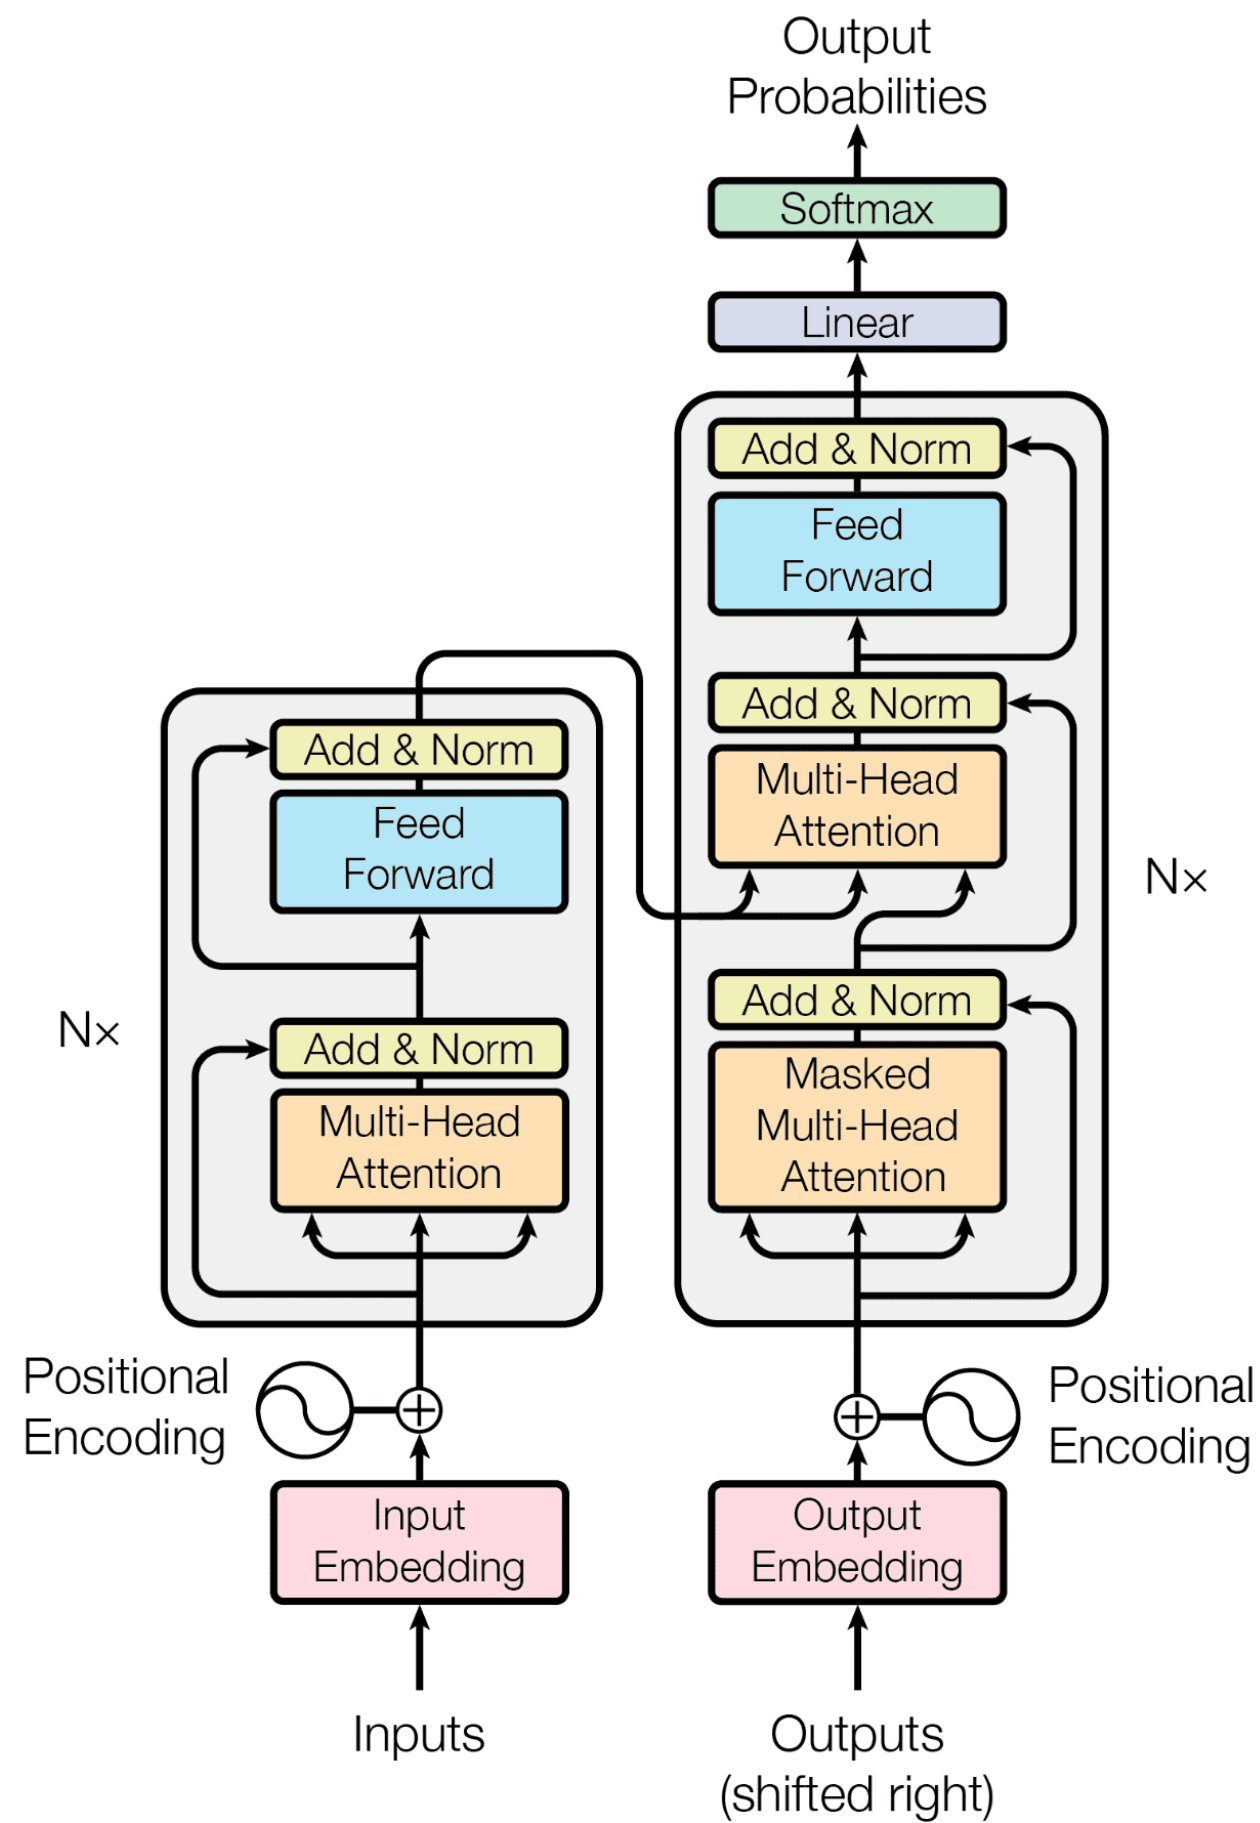 Output
Probabilities
Softmax
Linear
Add & Norm
Feed
Forward
Add & Norm
Multi-Head
Attention
Add & Norm
Masked
Multi-Head
Attention
N×
Positional
Encoding
Output
Embedding
Outputs
(shifted right)
Add & Norm
Feed
Forward
Add & Norm
Multi-Head
Attention
N×
Positional
Encoding
Input
Embedding
Inputs